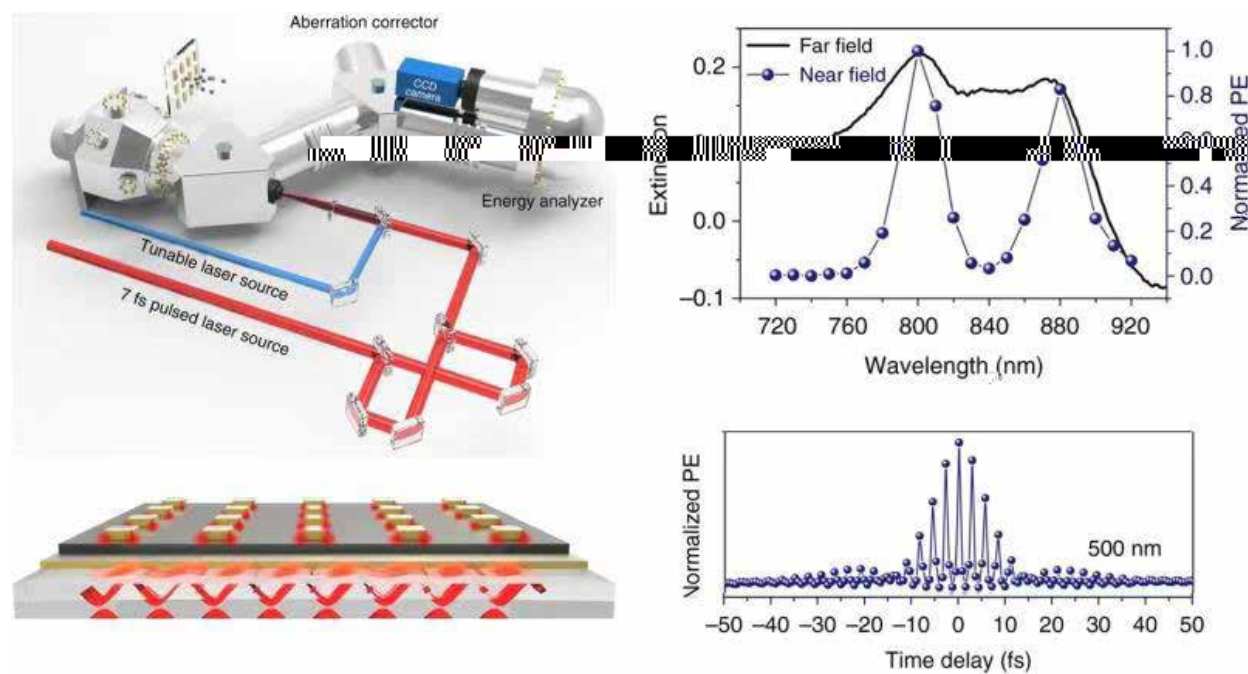 Aberration corrector
CCD
camera
Energy analyzer
Tunable laser source
7 fs pulsed laser source
Far field
Near field
Extinction
0.2
0.0
−0.1
Normalized PE
1.0
0.8
0.4
0.2
0.0
720 760 800 840 880 920
Wavelength (nm)
Normalized PE
500 nm
−50 −40 −30 −20 −10 0 10 20 30 40 50
Time delay (fs)